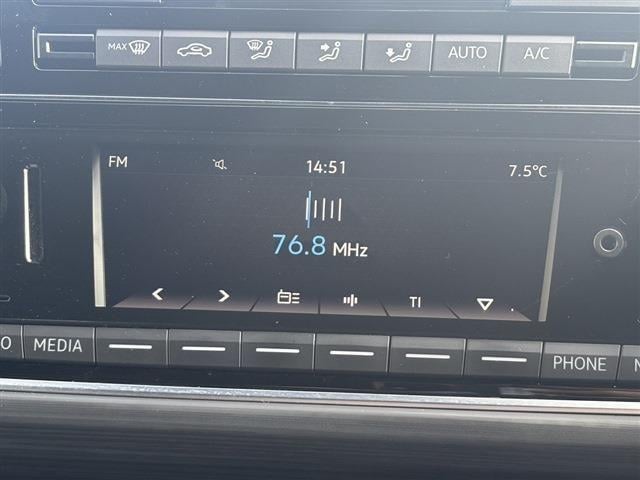 MAX
AUTO
A/C
FM
14:51
7.5°C
76.8 MHz
TI
MEDIA
PHONE